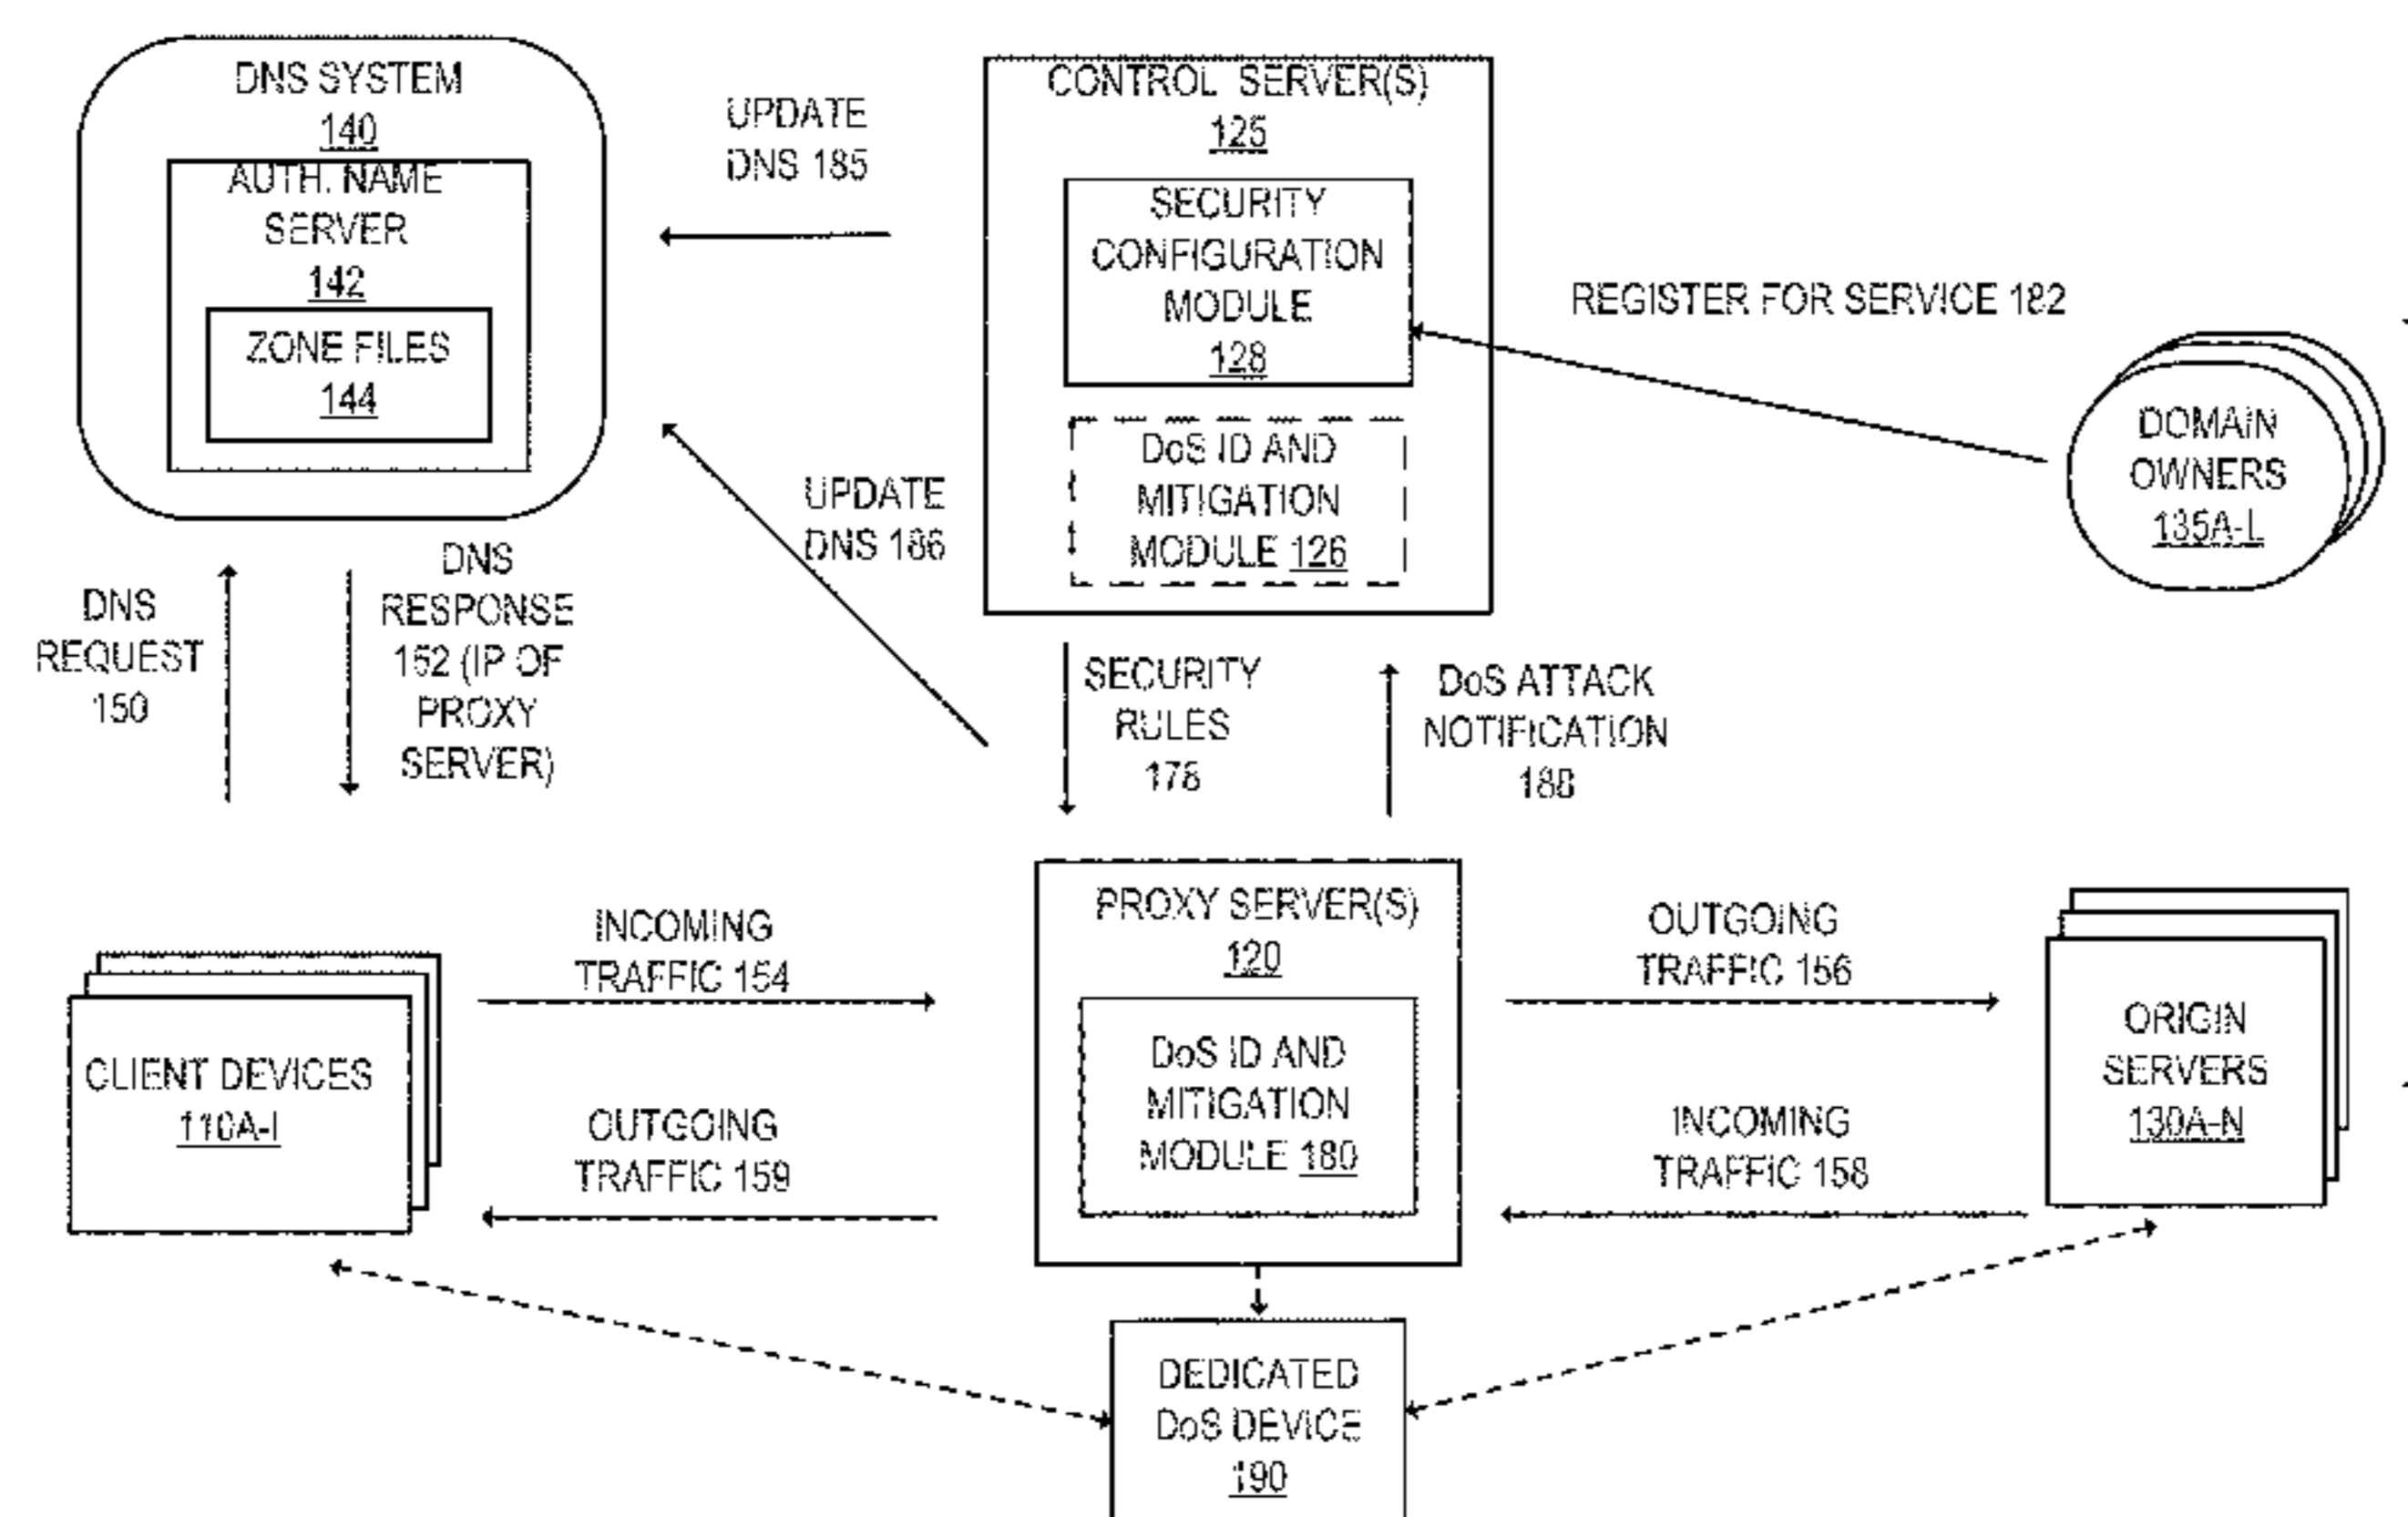 DNS SYSTEM
140
AUTH. NAME
SERVER
142
ZONE FILES
144
UPDATE
DNS 185
CONTROL SERVER(S)
125
SECURITY
CONFIGURATION
MODULE
128
DoS ID AND
MITIGATION
MODULE 126
REGISTER FOR SERVICE 182
DOMAIN
OWNERS
135A-L
UPDATE
DNS 186
DNS
REQUEST
150
DNS
RESPONSE
152 (IP OF
PROXY
SERVER)
SECURITY
RULES
178
DoS ATTACK
NOTIFICATION
188
CLIENT DEVICES
110A-I
INCOMING
TRAFFIC 154
OUTGOING
TRAFFIC 159
PROXY SERVER(S)
120
DoS ID AND
MITIGATION
MODULE 180
OUTGOING
TRAFFIC 156
INCOMING
TRAFFIC 158
ORIGIN
SERVERS
130A-N
DEDICATED
DoS DEVICE
190